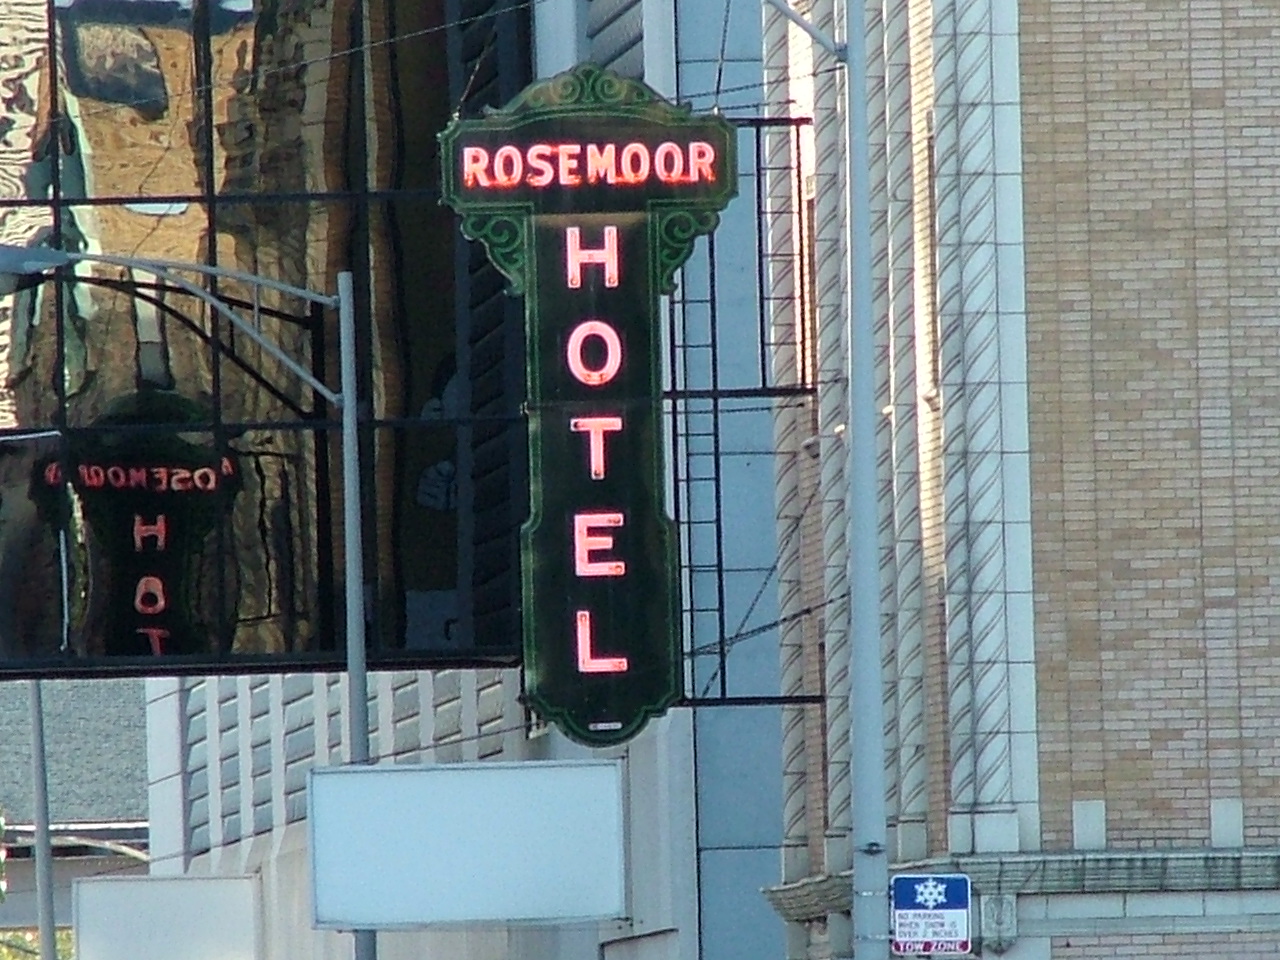 ROSEMOOR
HOTEL
NO PARKING
WHEN SNOW IS
OVER 2 INCHES
TOW ZONE